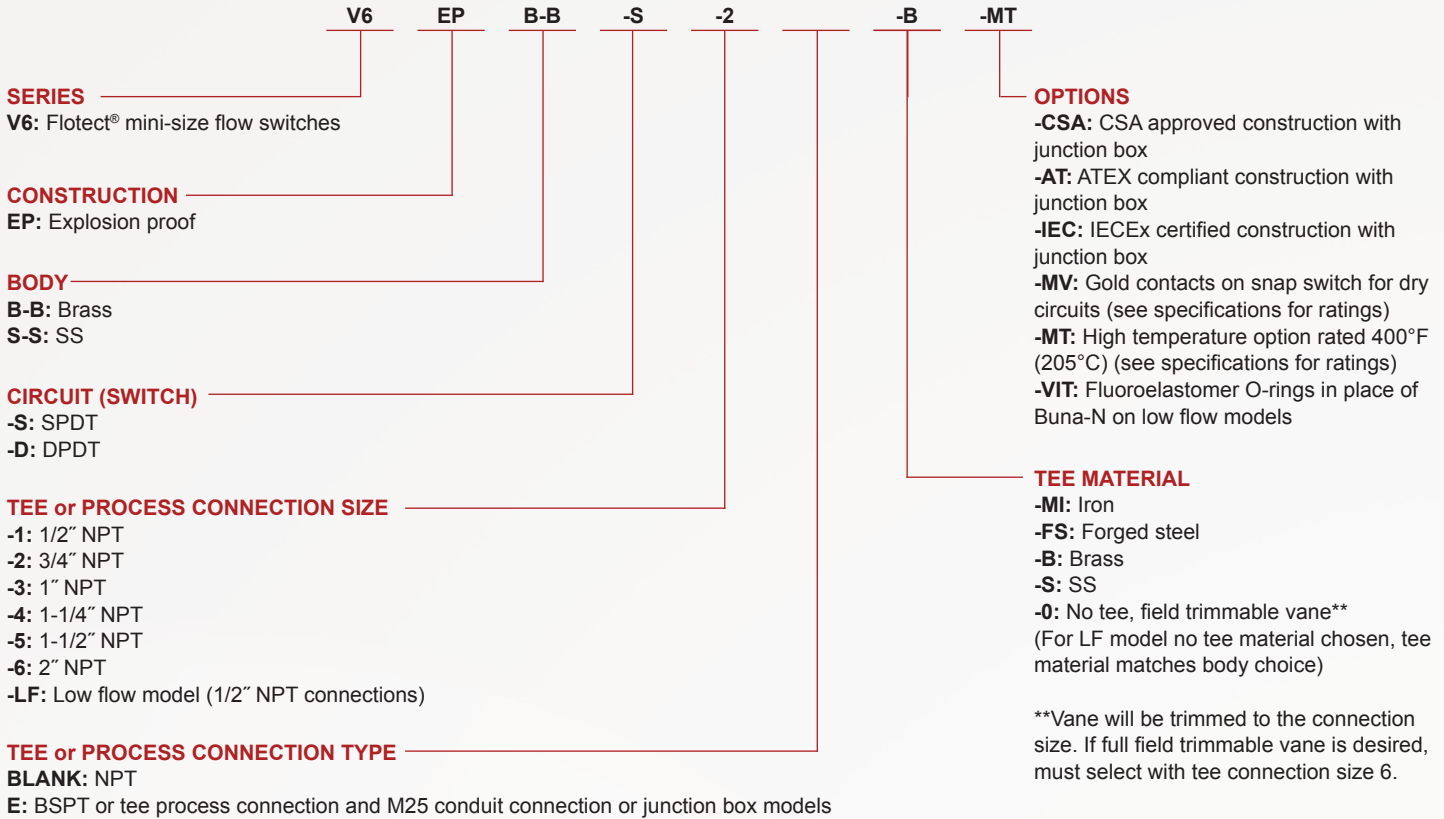 V6 EP B-B -S -2 -B -MT
SERIES
V6: Flotect® mini-size flow switches
CONSTRUCTION
EP: Explosion proof
BODY
B-B: Brass
S-S: SS
CIRCUIT (SWITCH)
-S: SPDT
-D: DPDT
TEE or PROCESS CONNECTION SIZE
-1: 1/2˝ NPT
-2: 3/4˝ NPT
-3: 1˝ NPT
-4: 1-1/4˝ NPT
-5: 1-1/2˝ NPT
-6: 2˝ NPT
-LF: Low flow model (1/2˝ NPT connections)
TEE or PROCESS CONNECTION TYPE
BLANK: NPT
E: BSPT or tee process connection and M25 conduit connection or junction box models
OPTIONS
-CSA: CSA approved construction with
junction box
-AT: ATEX compliant construction with
junction box
-IEC: IECEx certified construction with
junction box
-MV: Gold contacts on snap switch for dry
circuits (see specifications for ratings)
-MT: High temperature option rated 400°F
(205°C) (see specifications for ratings)
-VIT: Fluoroelastomer O-rings in place of
Buna-N on low flow models
TEE MATERIAL
-MI: Iron
-FS: Forged steel
-B: Brass
-S: SS
-0: No tee, field trimmable vane**
(For LF model no tee material chosen, tee
material matches body choice)
**Vane will be trimmed to the connection
size. If full field trimmable vane is desired,
must select with tee connection size 6.